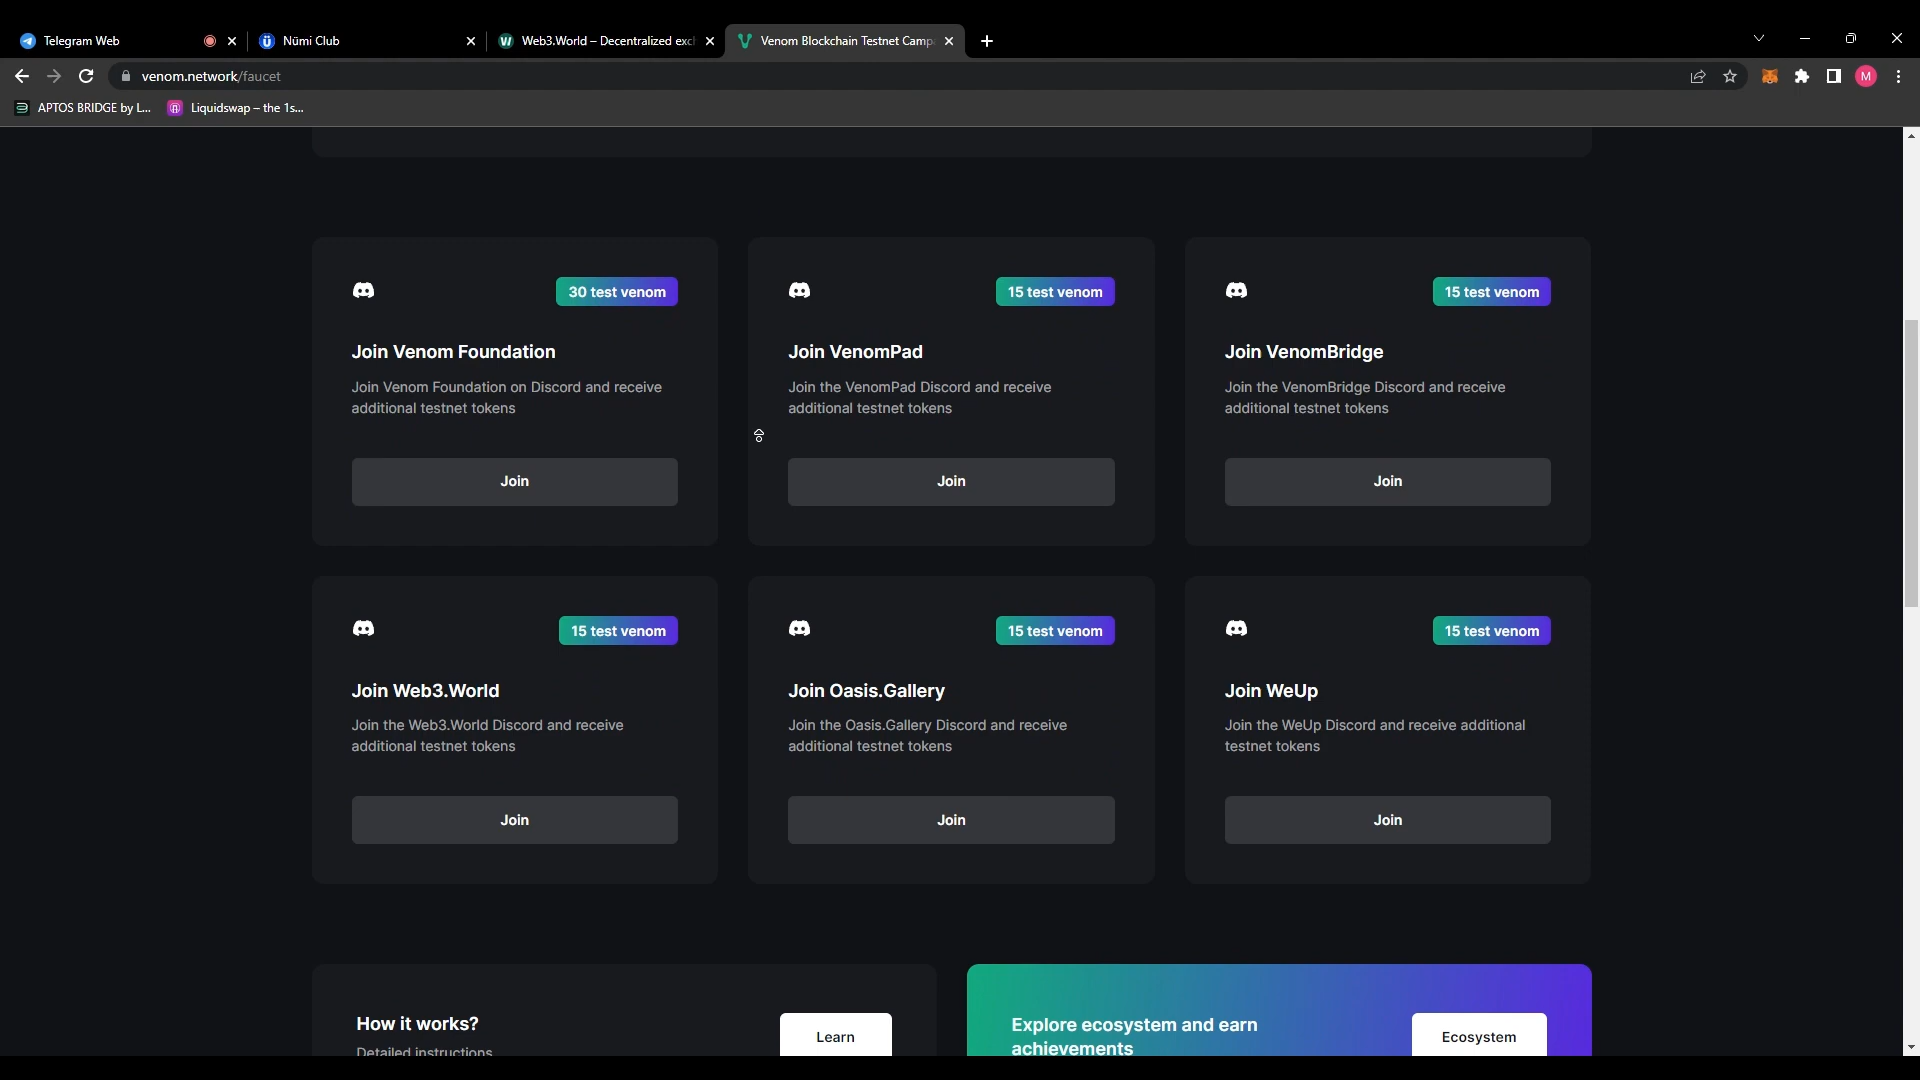 Telegram Web
Nümi Club
Web3.World – Decentralized exc
Venom Blockchain Testnet Camp
venom.network/faucet
M
APTOS BRIDGE by L...
Liquidswap – the 1s...
30 test venom
15 test venom
15 test venom
Join Venom Foundation
Join VenomPad
Join VenomBridge
Join Venom Foundation on Discord and receive
additional testnet tokens
Join the VenomPad Discord and receive
additional testnet tokens
Join the VenomBridge Discord and receive
additional testnet tokens
Join
Join
Join
15 test venom
15 test venom
15 test venom
Join Web3.World
Join Oasis.Gallery
Join WeUp
Join the Web3.World Discord and receive
additional testnet tokens
Join the Oasis.Gallery Discord and receive
additional testnet tokens
Join the WeUp Discord and receive additional
testnet tokens
Join
Join
Join
How it works?
Detailed instructions
Learn
Explore ecosystem and earn
achievements
Ecosystem